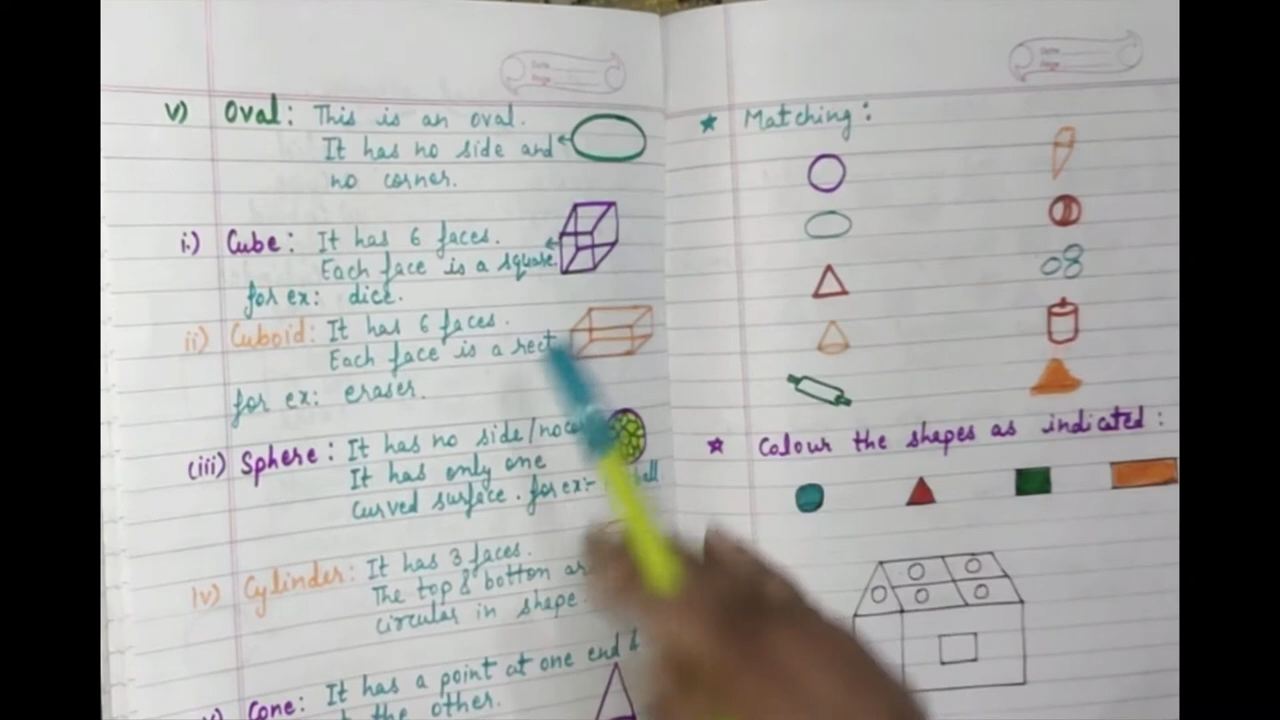 v) Oval: This is an oval.
It has no side and
no corner.
i.) Cube: It has 6 faces.
Each face is a square.
for ex: dice.
ii) Cuboid: It has 6 faces.
Each face is a
for ex: eraser.
(iii) Sphere: It has no side/no
It has only one
curved surface. for ex:-
iv) Cylinder: It has 3 faces.
The top & botton
circular in shape.
Cone: It has a point at one end &
the other.
Date
Page
★ Matching:
★ Colour the shapes as indicated: